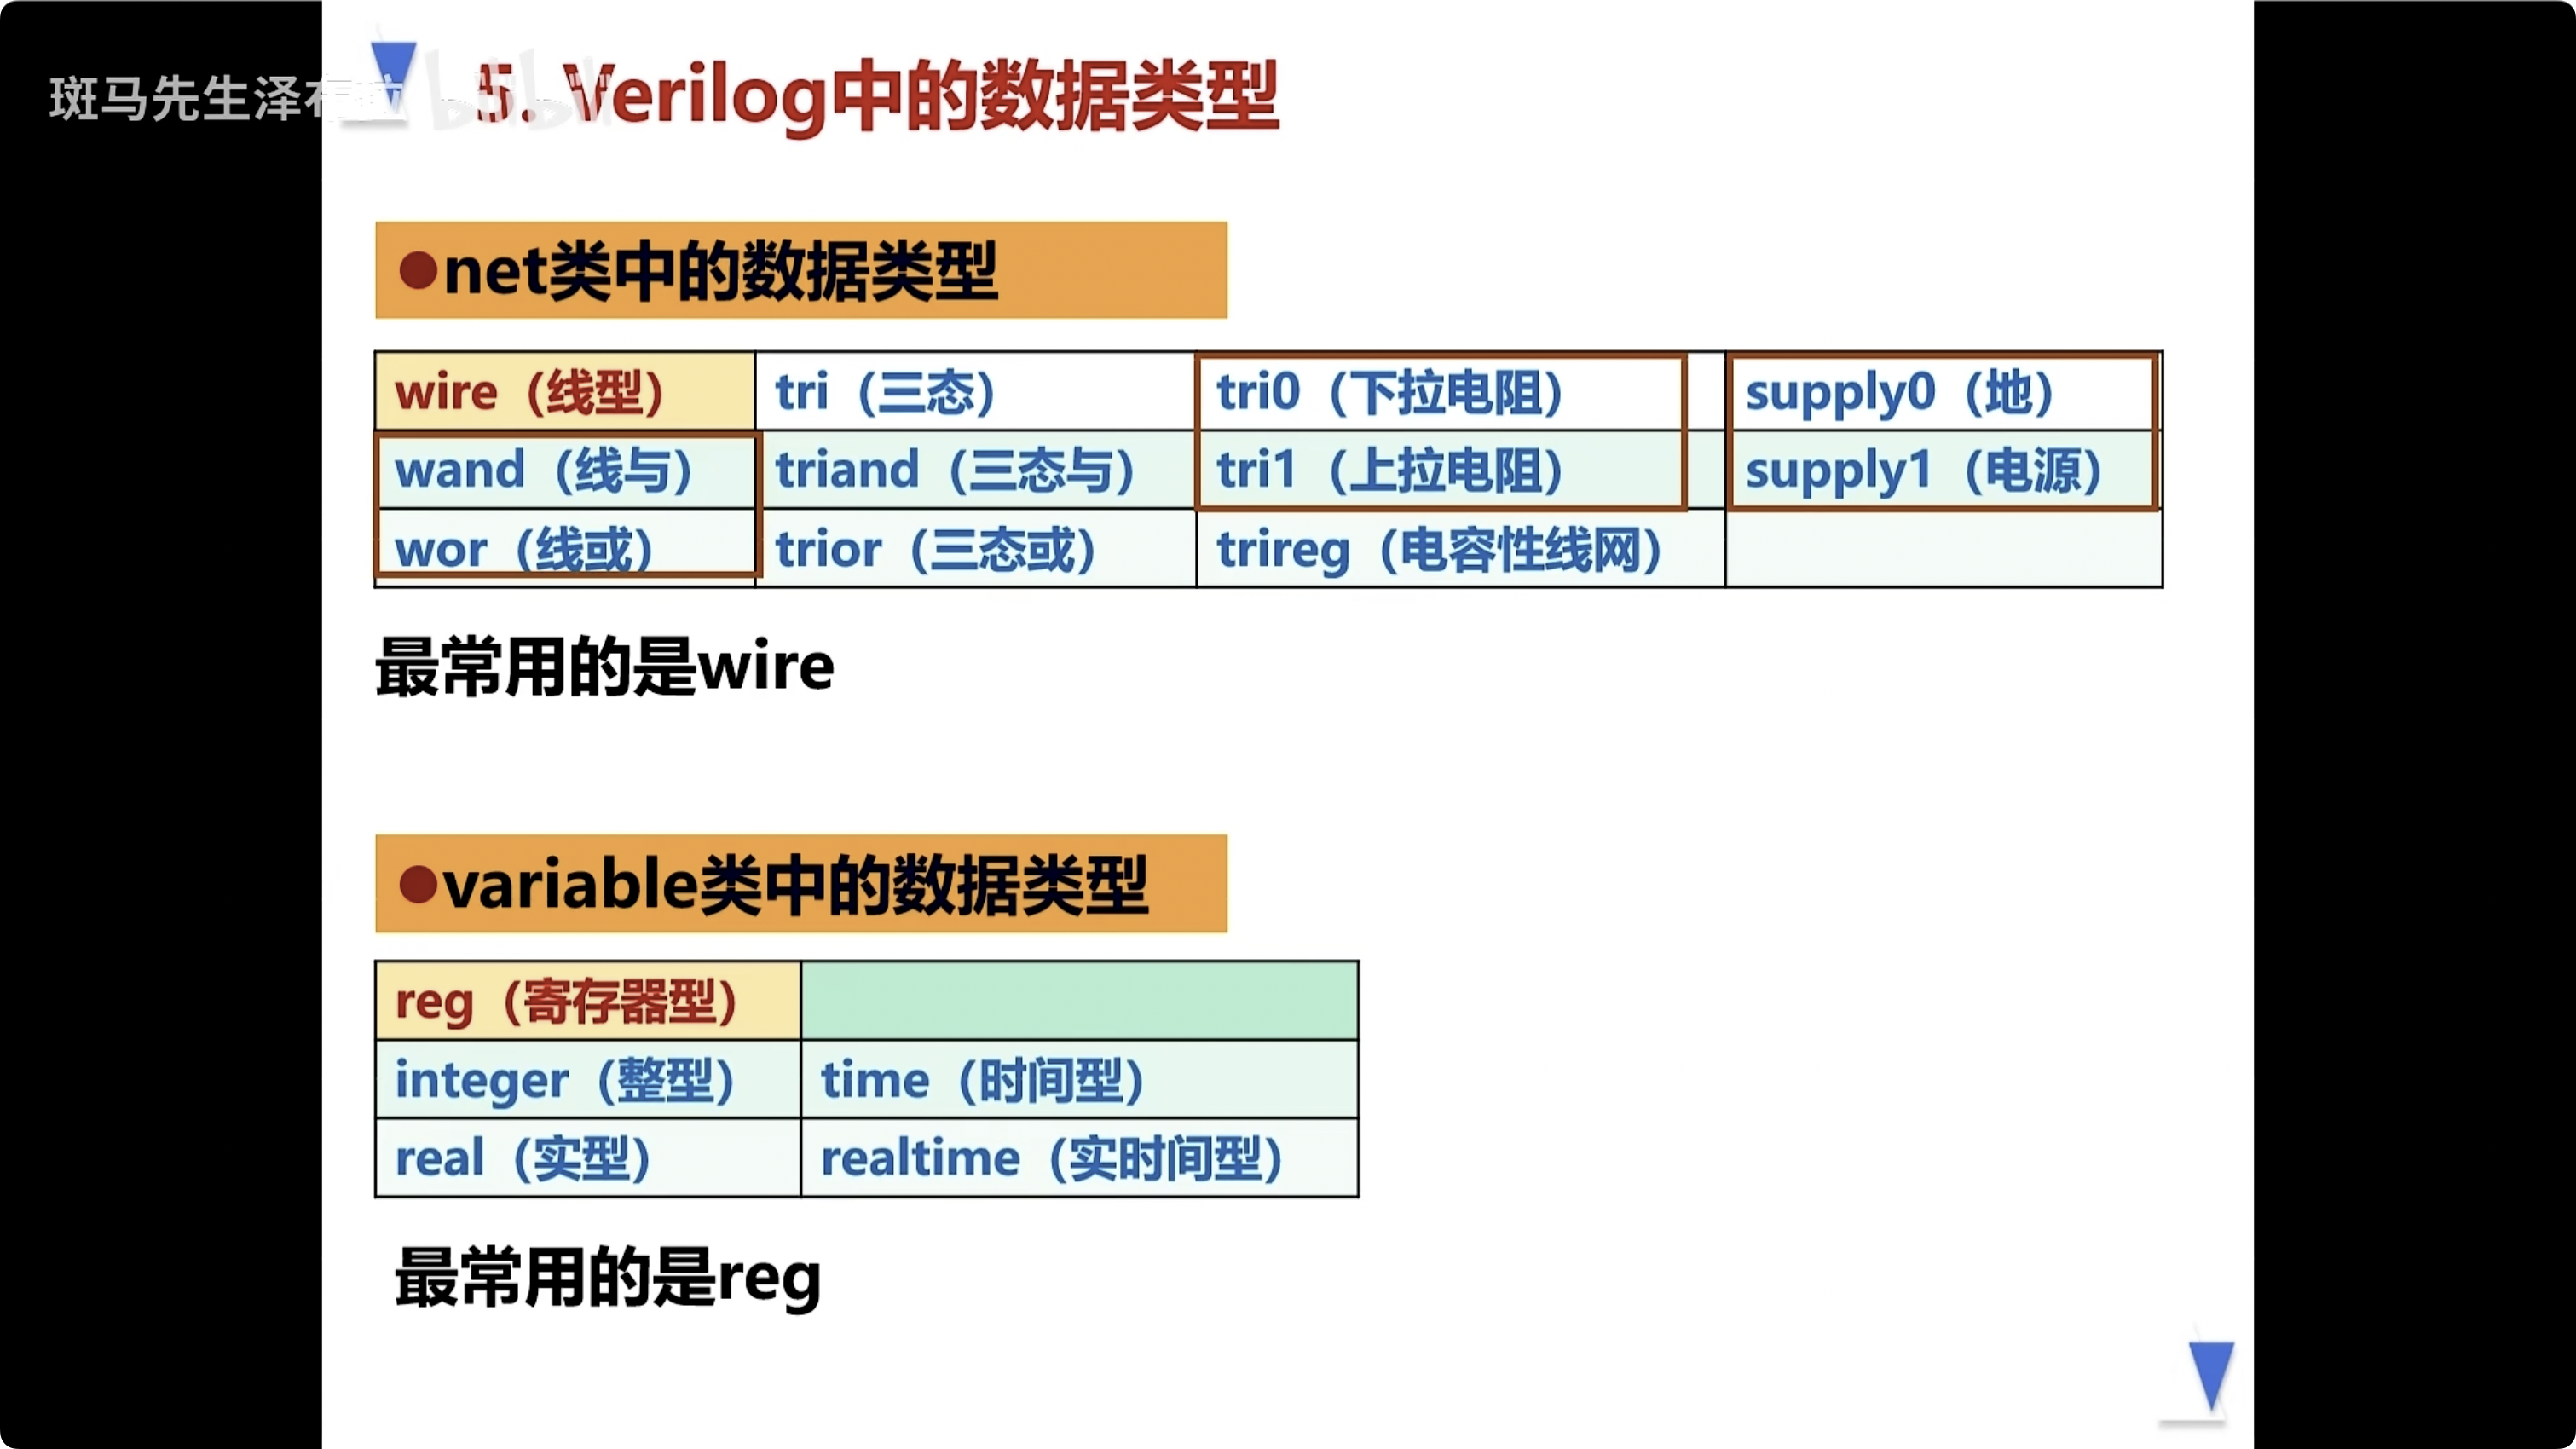 斑马先生泽布拉 bilibili
5. Verilog中的数据类型
●net类中的数据类型
wire（线型） tri（三态） tri0（下拉电阻） supply0（地）
wand（线与） triand（三态与） tri1（上拉电阻） supply1（电源）
wor（线或） trior（三态或） trireg（电容性线网）
最常用的是wire
●variable类中的数据类型
reg（寄存器型）
integer（整型） time（时间型）
real（实型） realtime（实时间型）
最常用的是reg